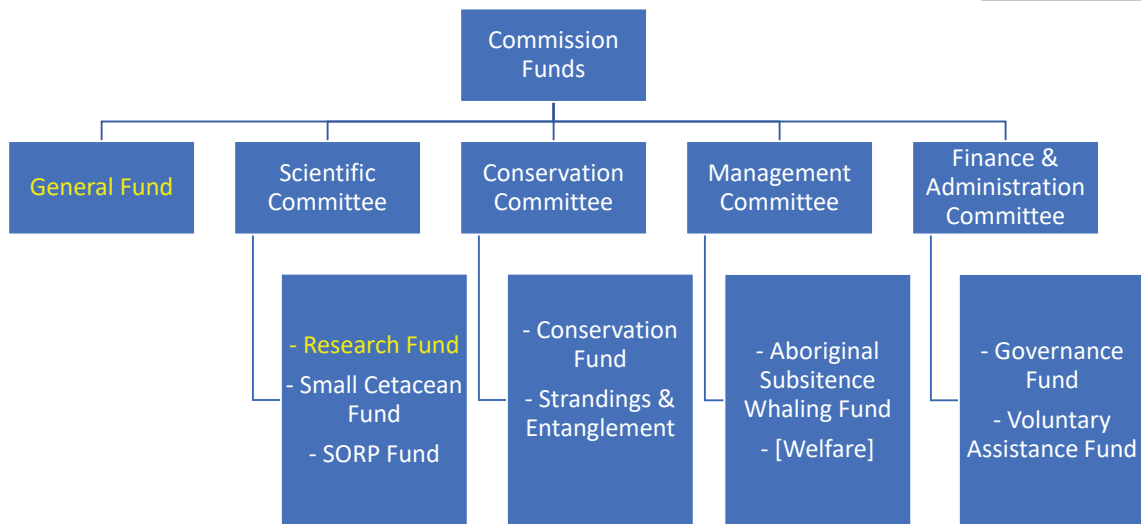 Commission
Funds
General Fund
Scientific
Committee
Conservation
Committee
Management
Committee
Finance &
Administration
Committee
- Research Fund
- Small Cetacean
Fund
- SORP Fund
- Conservation
Fund
- Strandings &
Entanglement
- Aboriginal
Subsitence
Whaling Fund
- [Welfare]
- Governance
Fund
- Voluntary
Assistance Fund